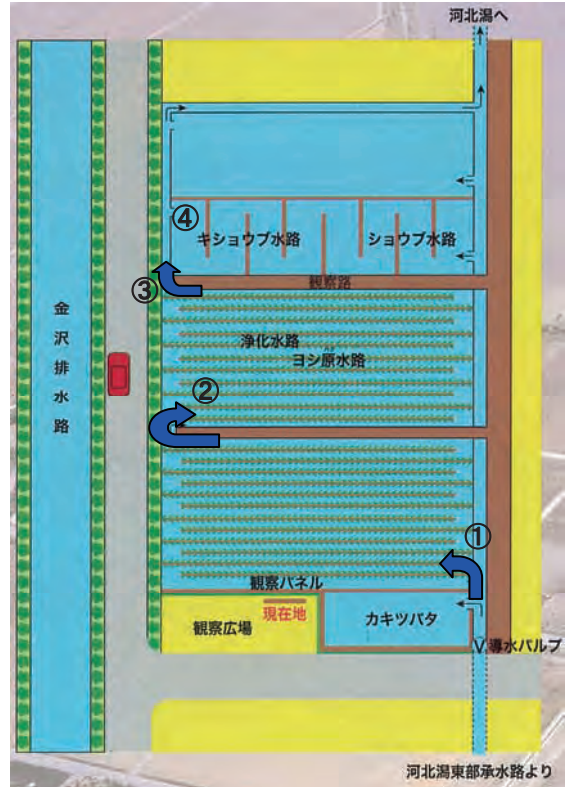 河北潟へ
④
キショウブ水路
ショウブ水路
③
観察路
金沢排水路
浄化水路
ヨシ原水路
②
①
観察パネル
現在地
観察広場
カキツバタ
V導水バルブ
河北潟東部承水路より